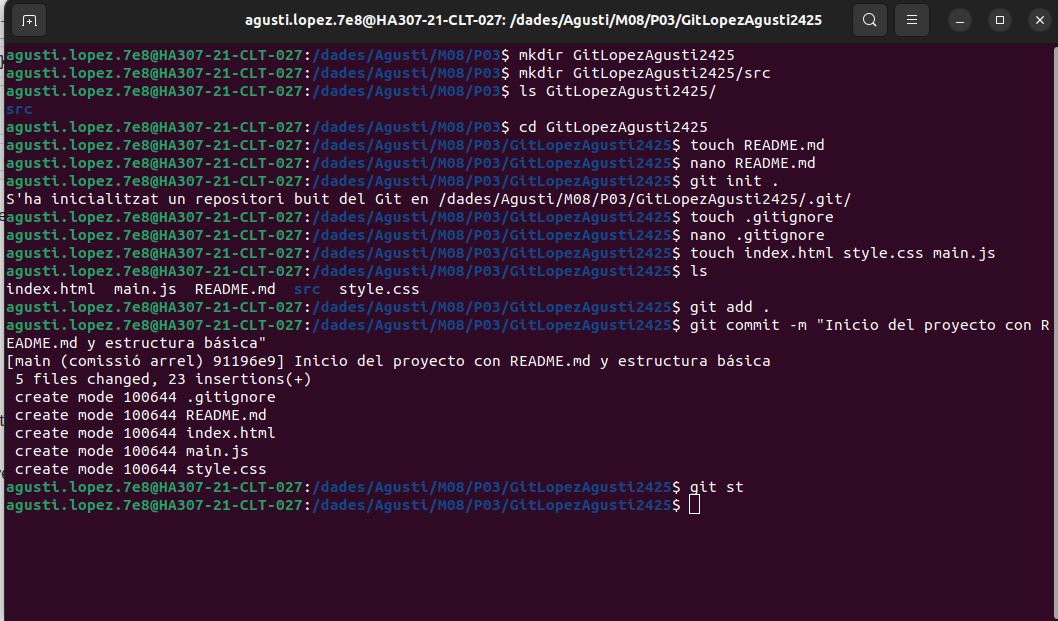 agusti.lopez.7e8@HA307-21-CLT-027: /dades/Agusti/M08/P03/GitLopezAgusti2425
agusti.lopez.7e8@HA307-21-CLT-027:/dades/Agusti/M08/P03$ mkdir GitLopezAgusti2425
agusti.lopez.7e8@HA307-21-CLT-027:/dades/Agusti/M08/P03$ mkdir GitLopezAgusti2425/src
agusti.lopez.7e8@HA307-21-CLT-027:/dades/Agusti/M08/P03$ ls GitLopezAgusti2425/
src
agusti.lopez.7e8@HA307-21-CLT-027:/dades/Agusti/M08/P03$ cd GitLopezAgusti2425
agusti.lopez.7e8@HA307-21-CLT-027:/dades/Agusti/M08/P03/GitLopezAgusti2425$ touch README.md
agusti.lopez.7e8@HA307-21-CLT-027:/dades/Agusti/M08/P03/GitLopezAgusti2425$ nano README.md
agusti.lopez.7e8@HA307-21-CLT-027:/dades/Agusti/M08/P03/GitLopezAgusti2425$ git init .
S'ha inicialitzat un repositori buit del Git en /dades/Agusti/M08/P03/GitLopezAgusti2425/.git/
agusti.lopez.7e8@HA307-21-CLT-027:/dades/Agusti/M08/P03/GitLopezAgusti2425$ touch .gitignore
agusti.lopez.7e8@HA307-21-CLT-027:/dades/Agusti/M08/P03/GitLopezAgusti2425$ nano .gitignore
agusti.lopez.7e8@HA307-21-CLT-027:/dades/Agusti/M08/P03/GitLopezAgusti2425$ touch index.html style.css main.js
agusti.lopez.7e8@HA307-21-CLT-027:/dades/Agusti/M08/P03/GitLopezAgusti2425$ ls
index.html  main.js  README.md  src  style.css
agusti.lopez.7e8@HA307-21-CLT-027:/dades/Agusti/M08/P03/GitLopezAgusti2425$ git add .
agusti.lopez.7e8@HA307-21-CLT-027:/dades/Agusti/M08/P03/GitLopezAgusti2425$ git commit -m "Inicio del proyecto con R
EADME.md y estructura básica"
[main (comissió arrel) 91196e9] Inicio del proyecto con README.md y estructura básica
 5 files changed, 23 insertions(+)
 create mode 100644 .gitignore
 create mode 100644 README.md
 create mode 100644 index.html
 create mode 100644 main.js
 create mode 100644 style.css
agusti.lopez.7e8@HA307-21-CLT-027:/dades/Agusti/M08/P03/GitLopezAgusti2425$ git st
agusti.lopez.7e8@HA307-21-CLT-027:/dades/Agusti/M08/P03/GitLopezAgusti2425$